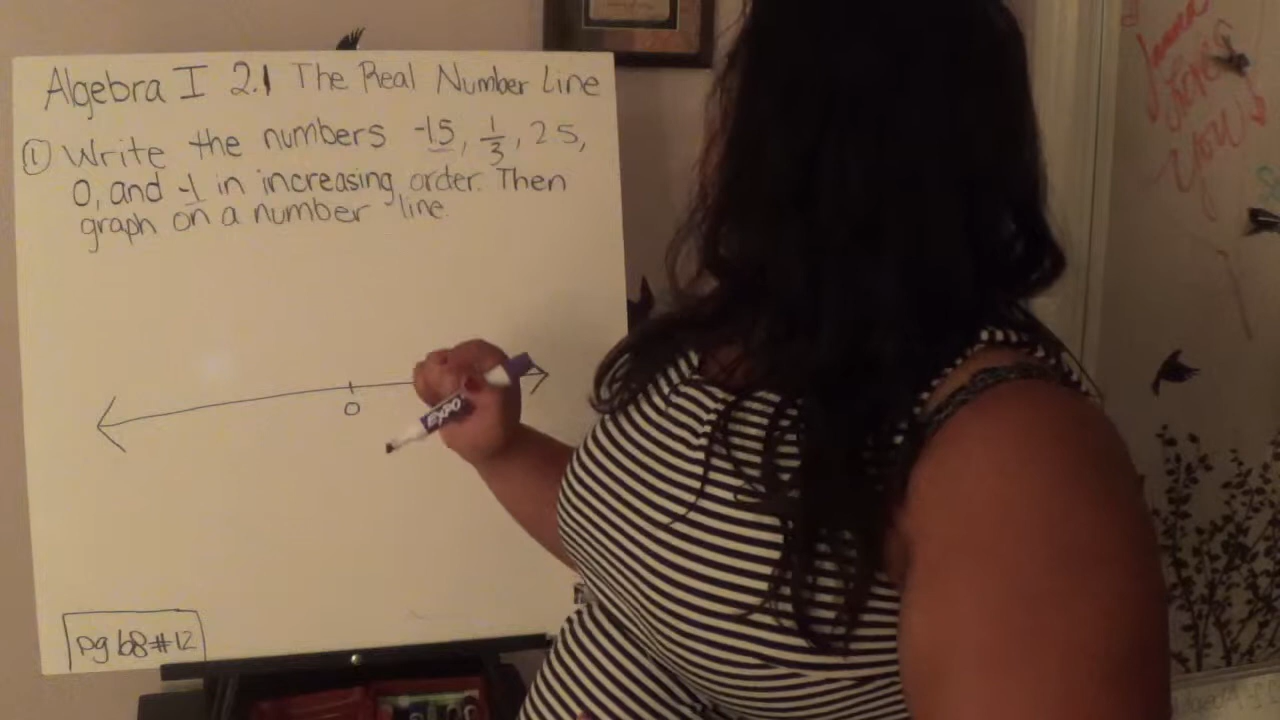 Algebra I 2.1 The Real Number Line
① Write the numbers -1.5, 1/3, 2.5,
0, and -1 in increasing order. Then
graph on a number line.
0
EXPO
pg 68 #12
YOU